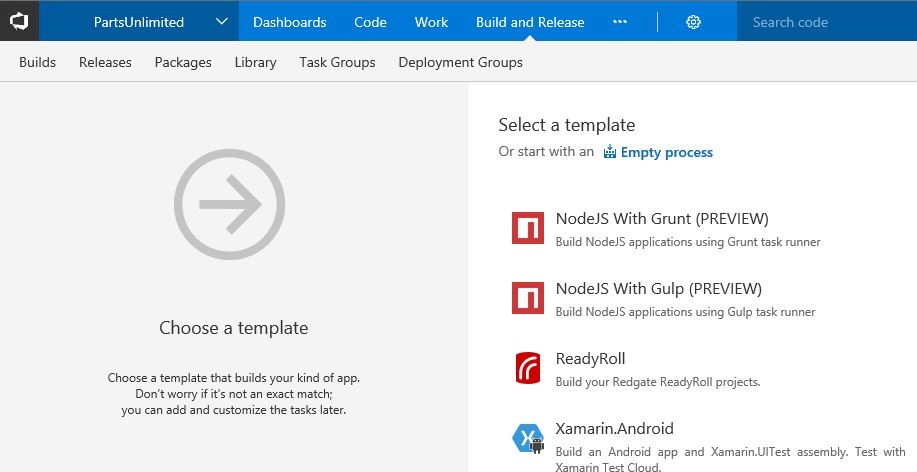 PartsUnlimited
Dashboards
Code
Work
Build and Release
Search code
Builds
Releases
Packages
Library
Task Groups
Deployment Groups
Choose a template
Choose a template that builds your kind of app.
Don't worry if it's not an exact match;
you can add and customize the tasks later.
Select a template
Or start with an Empty process
NodeJS With Grunt (PREVIEW)
Build NodeJS applications using Grunt task runner
NodeJS With Gulp (PREVIEW)
Build NodeJS applications using Gulp task runner
ReadyRoll
Build your Redgate ReadyRoll projects.
Xamarin.Android
Build an Android app and Xamarin.UITest assembly. Test with
Xamarin Test Cloud.